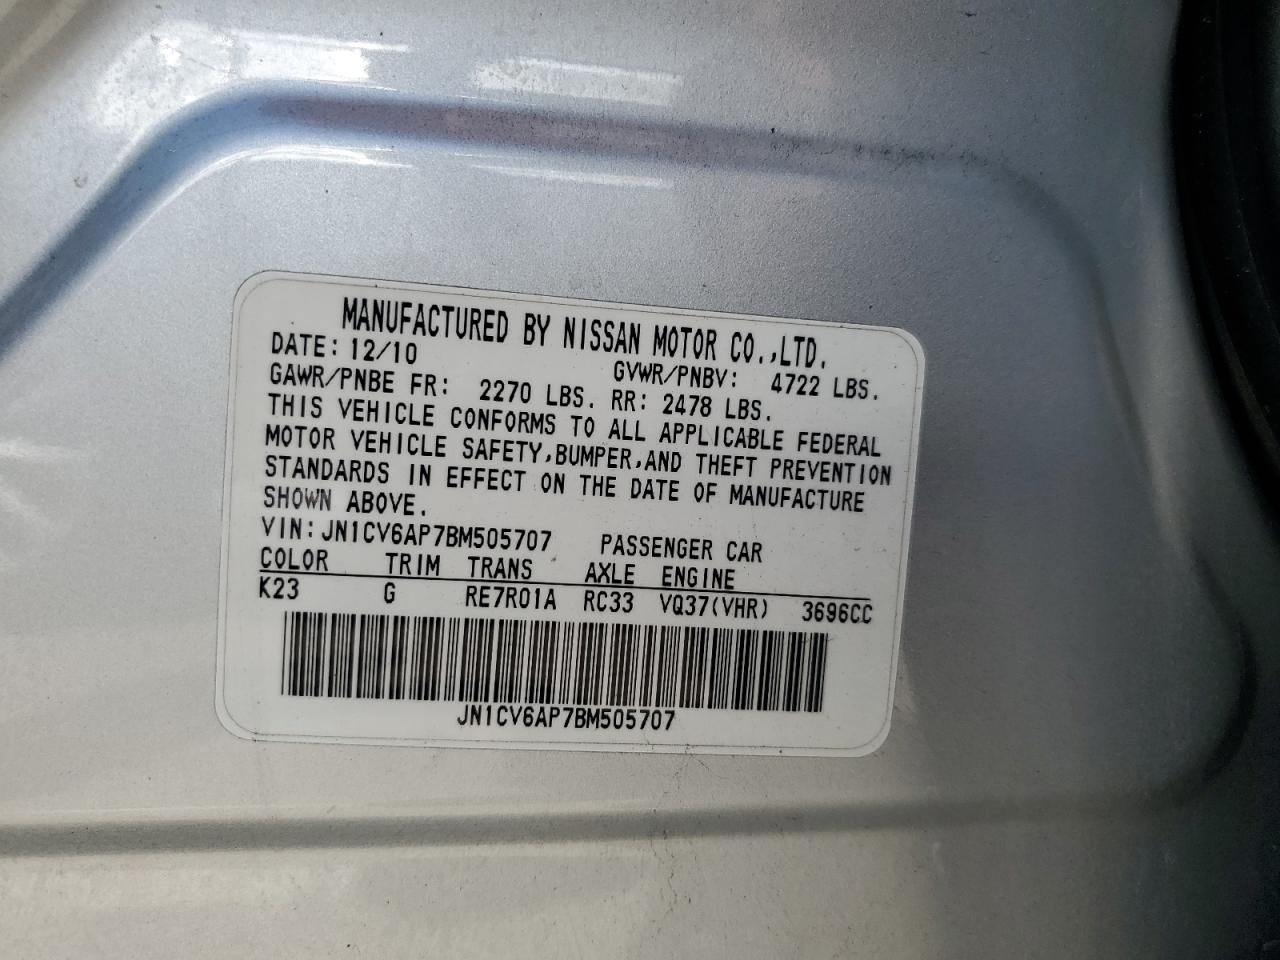 MANUFACTURED BY NISSAN MOTOR CO.,LTD.
DATE: 12/10 GVWR/PNBV: 4722 LBS.
GAWR/PNBE FR: 2270 LBS. RR: 2478 LBS.
THIS VEHICLE CONFORMS TO ALL APPLICABLE FEDERAL
MOTOR VEHICLE SAFETY,BUMPER,AND THEFT PREVENTION
STANDARDS IN EFFECT ON THE DATE OF MANUFACTURE
SHOWN ABOVE.
VIN:JN1CV6AP7BM505707 PASSENGER CAR
COLOR TRIM TRANS AXLE ENGINE
K23 G RE7R01A RC33 VQ37(VHR) 3696CC
JN1CV6AP7BM505707